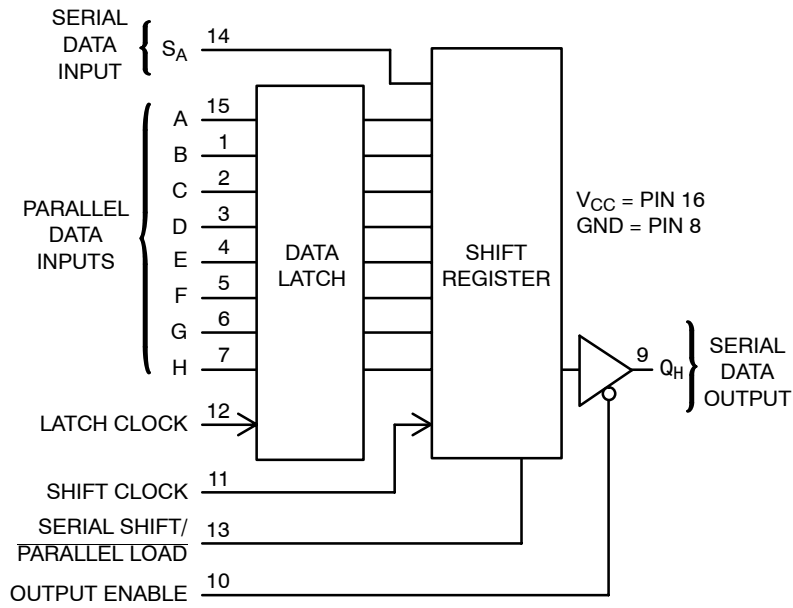 SERIAL
DATA
INPUT
SA
14
PARALLEL
DATA
INPUTS
A
15
B
1
C
2
D
3
E
4
F
5
G
6
H
7
DATA
LATCH
SHIFT
REGISTER
VCC = PIN 16
GND = PIN 8
9
QH
SERIAL
DATA
OUTPUT
LATCH CLOCK
12
SHIFT CLOCK
11
SERIAL SHIFT/
PARALLEL LOAD
13
OUTPUT ENABLE
10